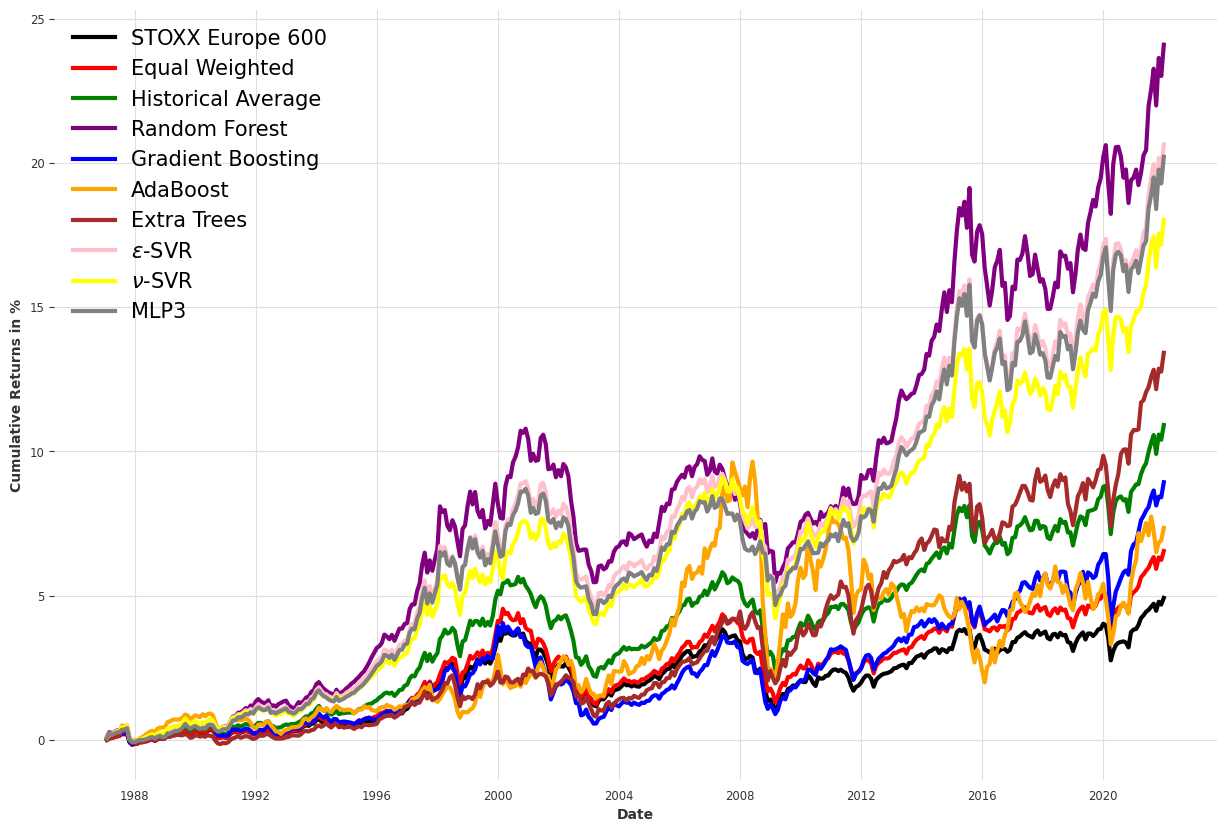 25
20
15
10
5
0
Cumulative Returns in %
STOXX Europe 600
Equal Weighted
Historical Average
Random Forest
Gradient Boosting
AdaBoost
Extra Trees
ε-SVR
ν-SVR
MLP3
1988 1992 1996 2000 2004 2008 2012 2016 2020
Date